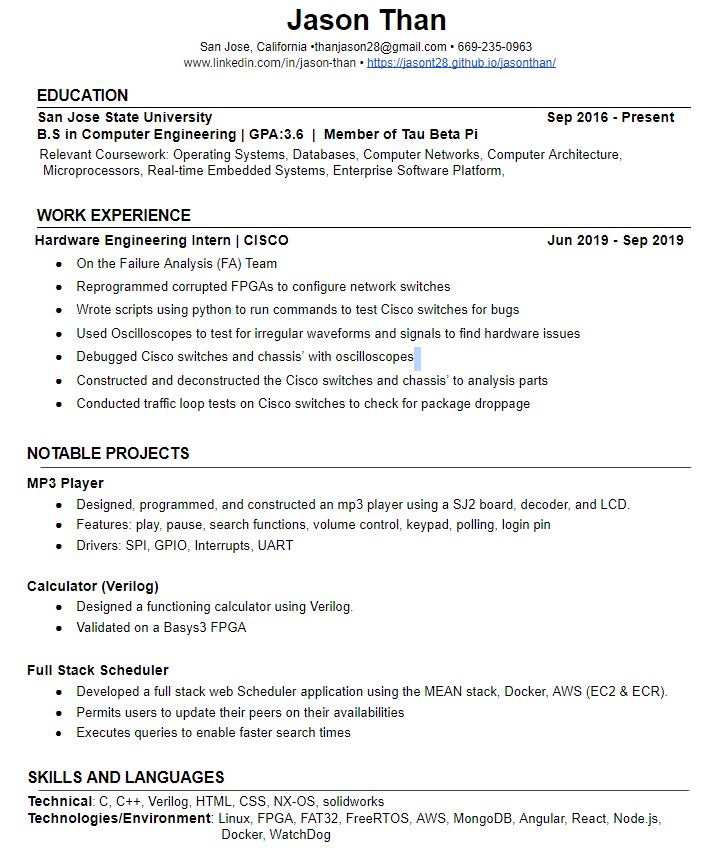 Jason Than
San Jose, California •thanjason28@gmail.com • 669-235-0963
www.linkedin.com/in/jason-than • https://jasont28.github.io/jasonthan/
EDUCATION
San Jose State University Sep 2016 - Present
B.S in Computer Engineering | GPA:3.6 | Member of Tau Beta Pi
Relevant Coursework: Operating Systems, Databases, Computer Networks, Computer Architecture,
Microprocessors, Real-time Embedded Systems, Enterprise Software Platform,
WORK EXPERIENCE
Hardware Engineering Intern | CISCO Jun 2019 - Sep 2019
● On the Failure Analysis (FA) Team
● Reprogrammed corrupted FPGAs to configure network switches
● Wrote scripts using python to run commands to test Cisco switches for bugs
● Used Oscilloscopes to test for irregular waveforms and signals to find hardware issues
● Debugged Cisco switches and chassis’ with oscilloscopes
● Constructed and deconstructed the Cisco switches and chassis’ to analysis parts
● Conducted traffic loop tests on Cisco switches to check for package droppage
NOTABLE PROJECTS
MP3 Player
● Designed, programmed, and constructed an mp3 player using a SJ2 board, decoder, and LCD.
● Features: play, pause, search functions, volume control, keypad, polling, login pin
● Drivers: SPI, GPIO, Interrupts, UART
Calculator (Verilog)
● Designed a functioning calculator using Verilog.
● Validated on a Basys3 FPGA
Full Stack Scheduler
● Developed a full stack web Scheduler application using the MEAN stack, Docker, AWS (EC2 & ECR).
● Permits users to update their peers on their availabilities
● Executes queries to enable faster search times
SKILLS AND LANGUAGES
Technical: C, C++, Verilog, HTML, CSS, NX-OS, solidworks
Technologies/Environment: Linux, FPGA, FAT32, FreeRTOS, AWS, MongoDB, Angular, React, Node.js,
Docker, WatchDog